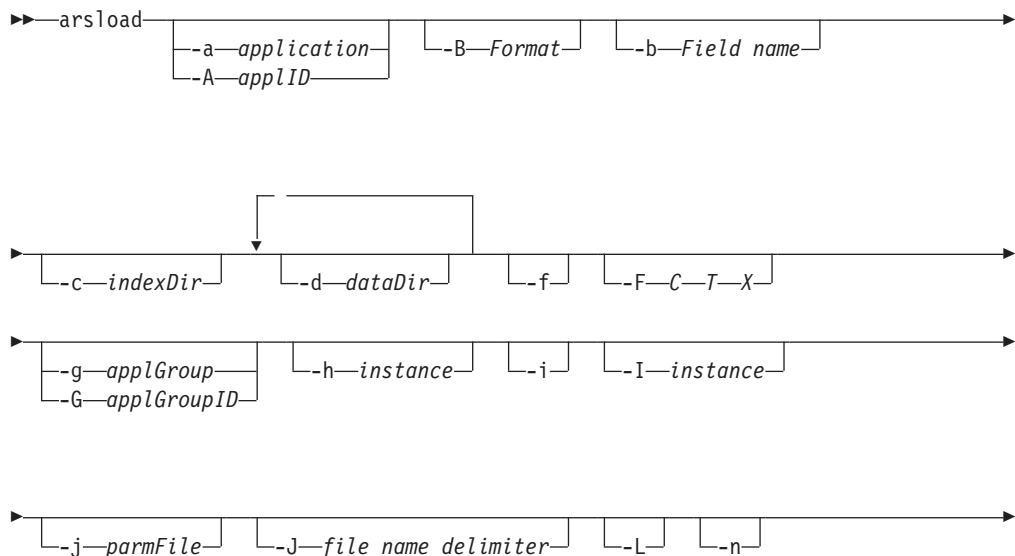 arsload -a application -B Format -b Field name
-A applID
-c indexDir -d dataDir -f -F C T X
-g applGroup -h instance -i -I instance
-G applGroupID
-j parmFile -J file name delimiter -L -n